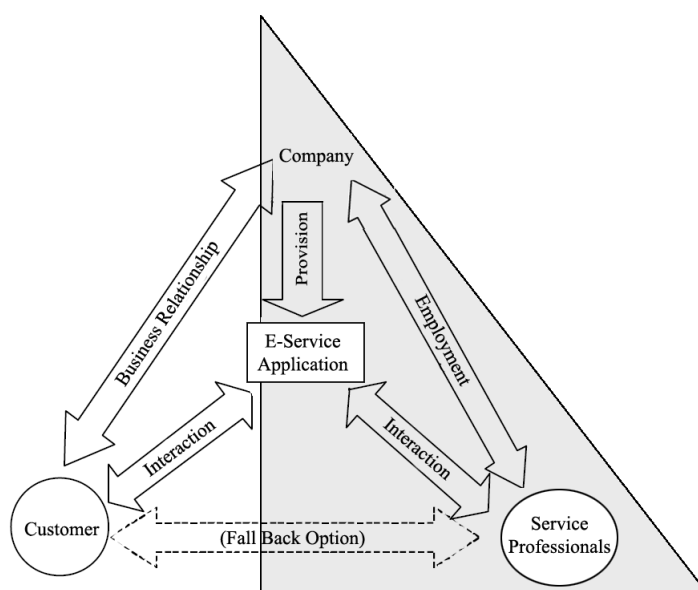 Company
Provision
Business Relationship
Employment
E-Service
Application
Interaction
Interaction
Customer
(Fall Back Option)
Service
Professionals